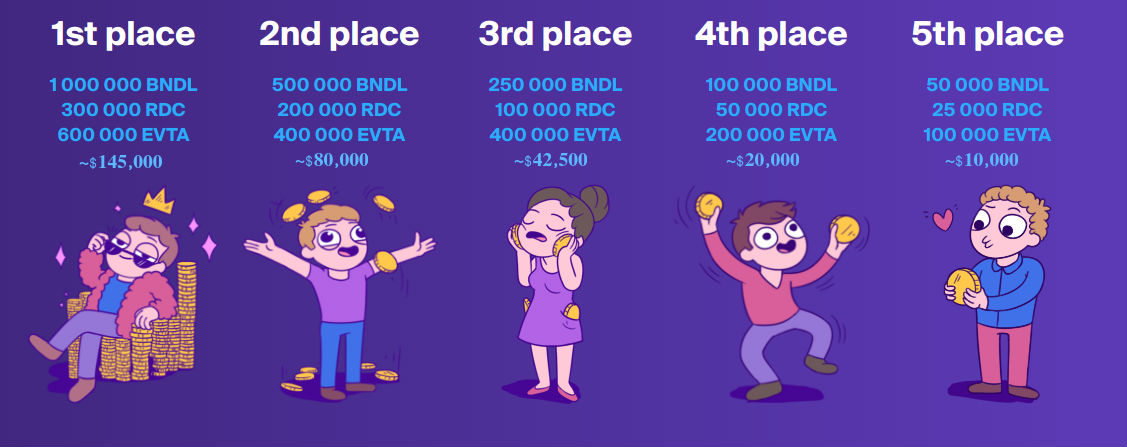 1st place
1 000 000 BNDL
300 000 RDC
600 000 EVTA
~$145,000
2nd place
500 000 BNDL
200 000 RDC
400 000 EVTA
~$80,000
3rd place
250 000 BNDL
100 000 RDC
400 000 EVTA
~$42,500
4th place
100 000 BNDL
50 000 RDC
200 000 EVTA
~$20,000
5th place
50 000 BNDL
25 000 RDC
100 000 EVTA
~$10,000